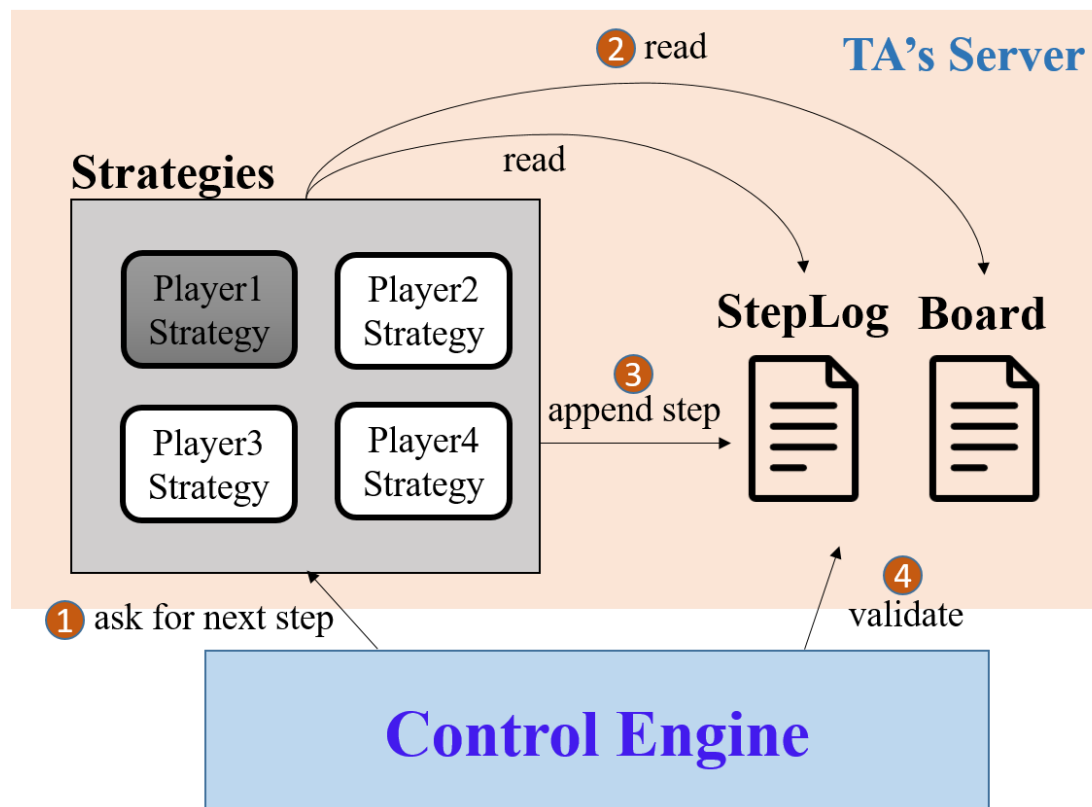 2 read
TA's Server
read
Strategies
Player1
Strategy
Player2
Strategy
Player3
Strategy
Player4
Strategy
StepLog
Board
3
append step
1 ask for next step
4
validate
Control Engine